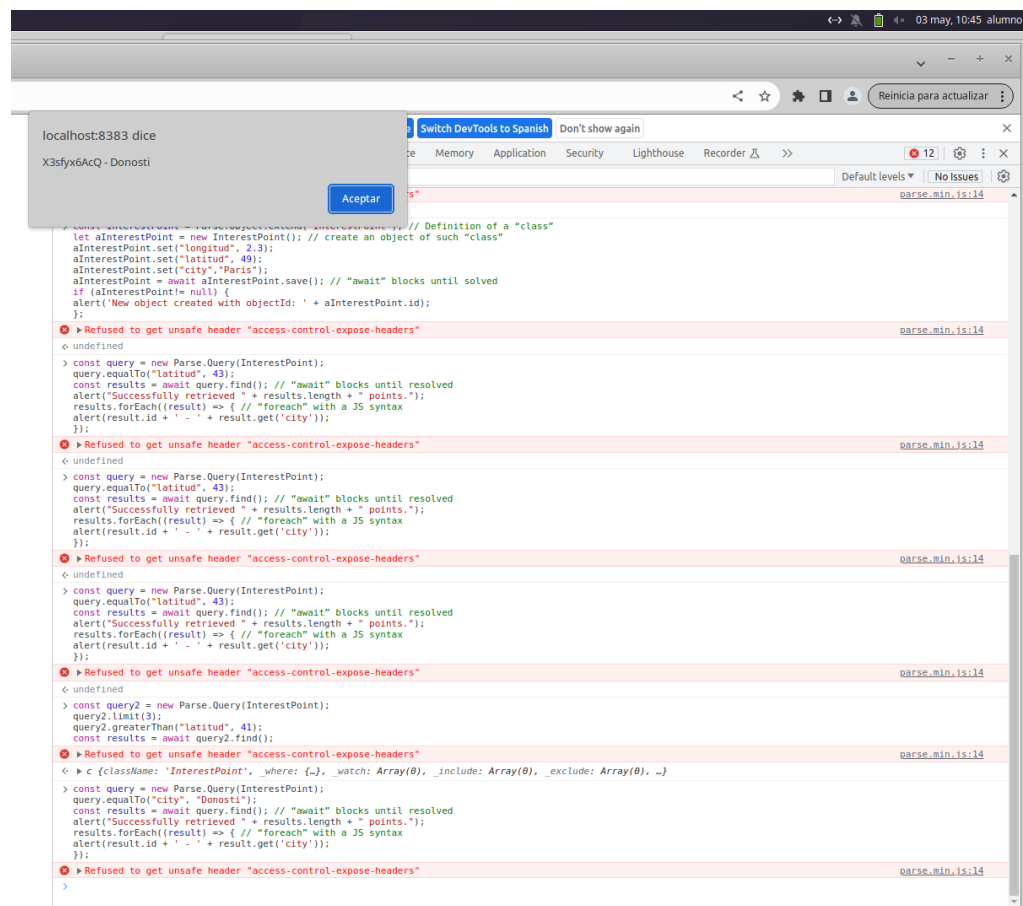 03 may, 10:45 alumno
Reinicia para actualizar
localhost:8383 dice
X3sfyx6AcQ - Donosti
Aceptar
Switch DevTools to Spanish
Don't show again
Memory Application Security Lighthouse Recorder
12
Default levels ▾ No Issues
parse.min.js:14
// Definition of a “class”
let aInterestPoint = new InterestPoint(); // create an object of such “class”
aInterestPoint.set("longitud", 2.3);
aInterestPoint.set("latitud", 49);
aInterestPoint.set("city","Paris");
aInterestPoint = await aInterestPoint.save(); // “await” blocks until solved
if (aInterestPoint!= null) {
alert('New object created with objectId: ' + aInterestPoint.id);
};
Refused to get unsafe header "access-control-expose-headers" parse.min.js:14
undefined
const query = new Parse.Query(InterestPoint);
query.equalTo("latitud", 43);
const results = await query.find(); // “await” blocks until resolved
alert("Successfully retrieved " + results.length + " points.");
results.forEach((result) => { // “foreach” with a JS syntax
alert(result.id + ' - ' + result.get('city'));
});
Refused to get unsafe header "access-control-expose-headers" parse.min.js:14
undefined
const query = new Parse.Query(InterestPoint);
query.equalTo("latitud", 43);
const results = await query.find(); // “await” blocks until resolved
alert("Successfully retrieved " + results.length + " points.");
results.forEach((result) => { // “foreach” with a JS syntax
alert(result.id + ' - ' + result.get('city'));
});
Refused to get unsafe header "access-control-expose-headers" parse.min.js:14
undefined
const query = new Parse.Query(InterestPoint);
query.equalTo("latitud", 43);
const results = await query.find(); // “await” blocks until resolved
alert("Successfully retrieved " + results.length + " points.");
results.forEach((result) => { // “foreach” with a JS syntax
alert(result.id + ' - ' + result.get('city'));
});
Refused to get unsafe header "access-control-expose-headers" parse.min.js:14
undefined
const query2 = new Parse.Query(InterestPoint);
query2.limit(3);
query2.greaterThan("latitud", 41);
const results = await query2.find();
Refused to get unsafe header "access-control-expose-headers" parse.min.js:14
c {className: 'InterestPoint', _where: {…}, _watch: Array(0), _include: Array(0), _exclude: Array(0), …}
const query = new Parse.Query(InterestPoint);
query.equalTo("city", "Donosti");
const results = await query.find(); // “await” blocks until resolved
alert("Successfully retrieved " + results.length + " points.");
results.forEach((result) => { // “foreach” with a JS syntax
alert(result.id + ' - ' + result.get('city'));
});
Refused to get unsafe header "access-control-expose-headers" parse.min.js:14